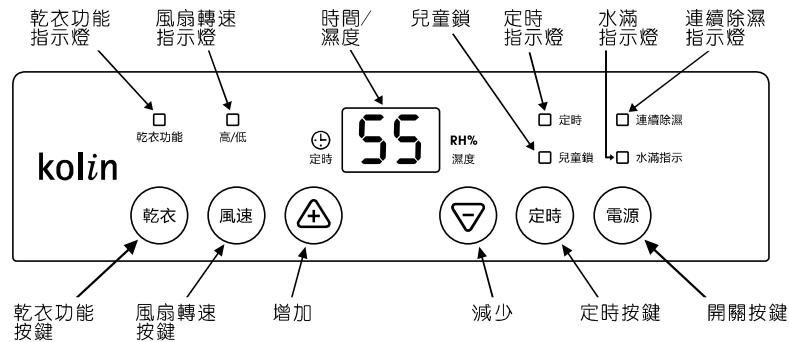 乾衣功能
指示燈
風扇轉速
指示燈
時間/
濕度
兒童鎖
定時
指示燈
水滿
指示燈
連續除濕
指示燈
乾衣功能
高/低
定時
55
RH%
濕度
定時
連續除濕
兒童鎖
水滿指示
kolin
乾衣
風速
定時
電源
乾衣功能
按鍵
風扇轉速
按鍵
增加
減少
定時按鍵
開關按鍵